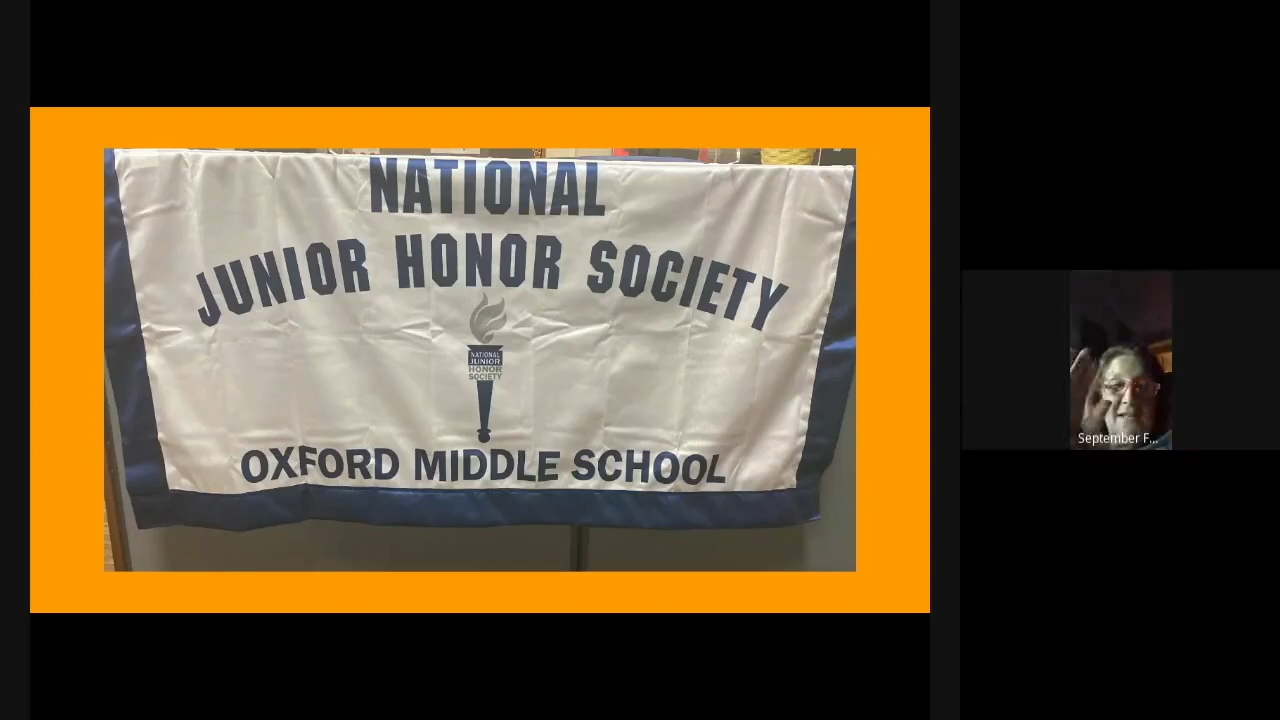 NATIONAL
JUNIOR HONOR SOCIETY
NATIONAL
JUNIOR
HONOR
SOCIETY
OXFORD MIDDLE SCHOOL
September F...